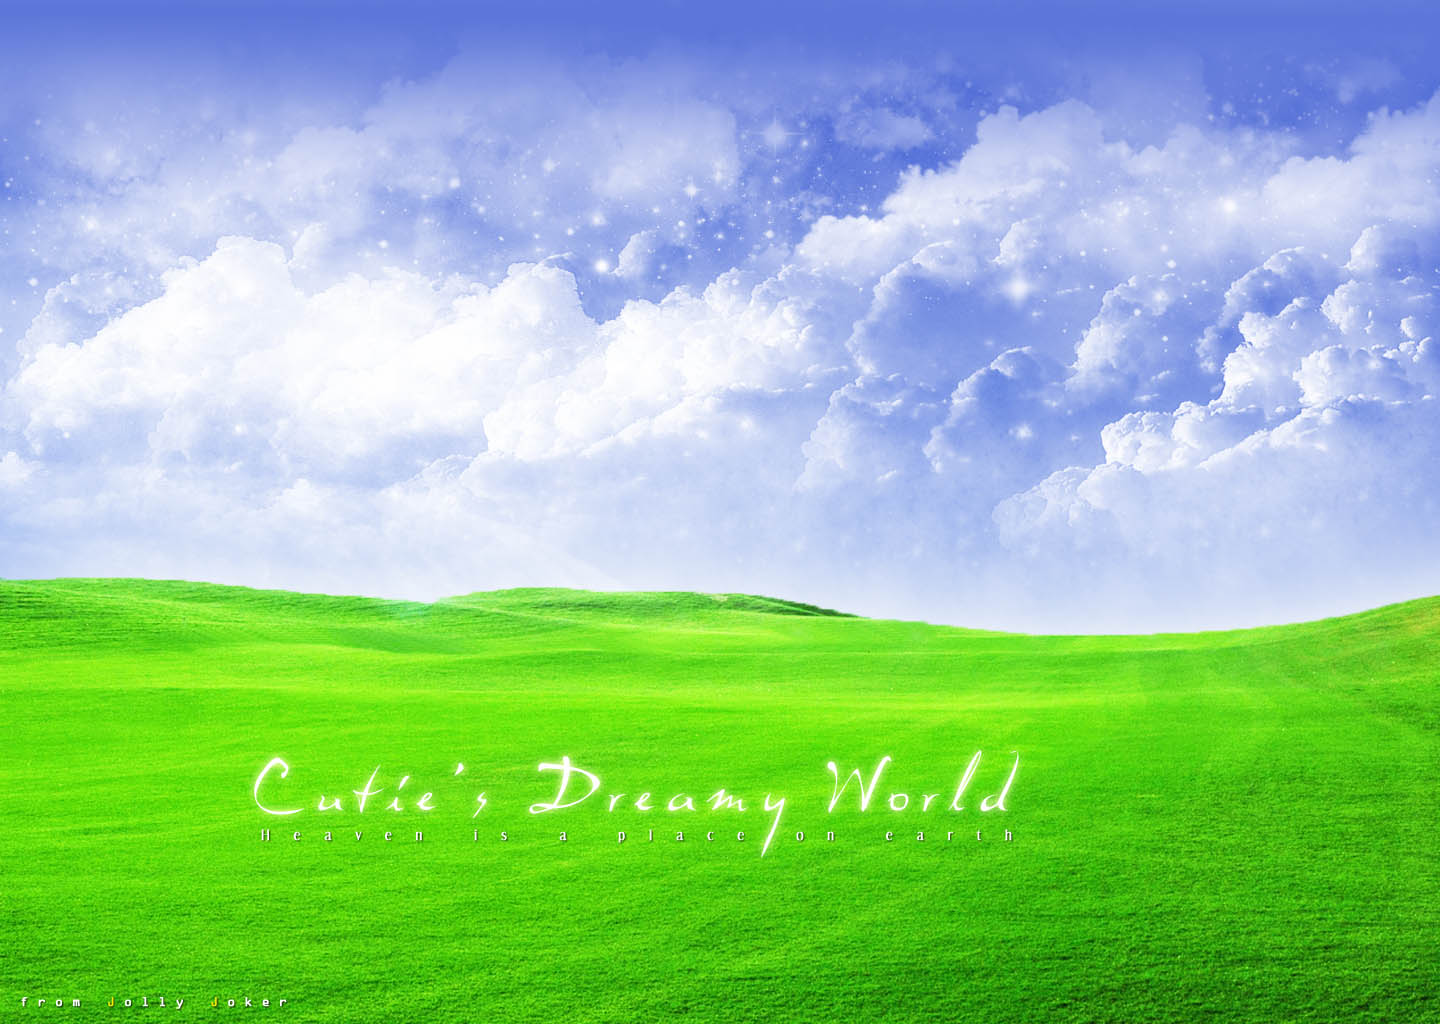 Cutie's Dreamy World
Heaven is a place on earth
from Jolly Joker